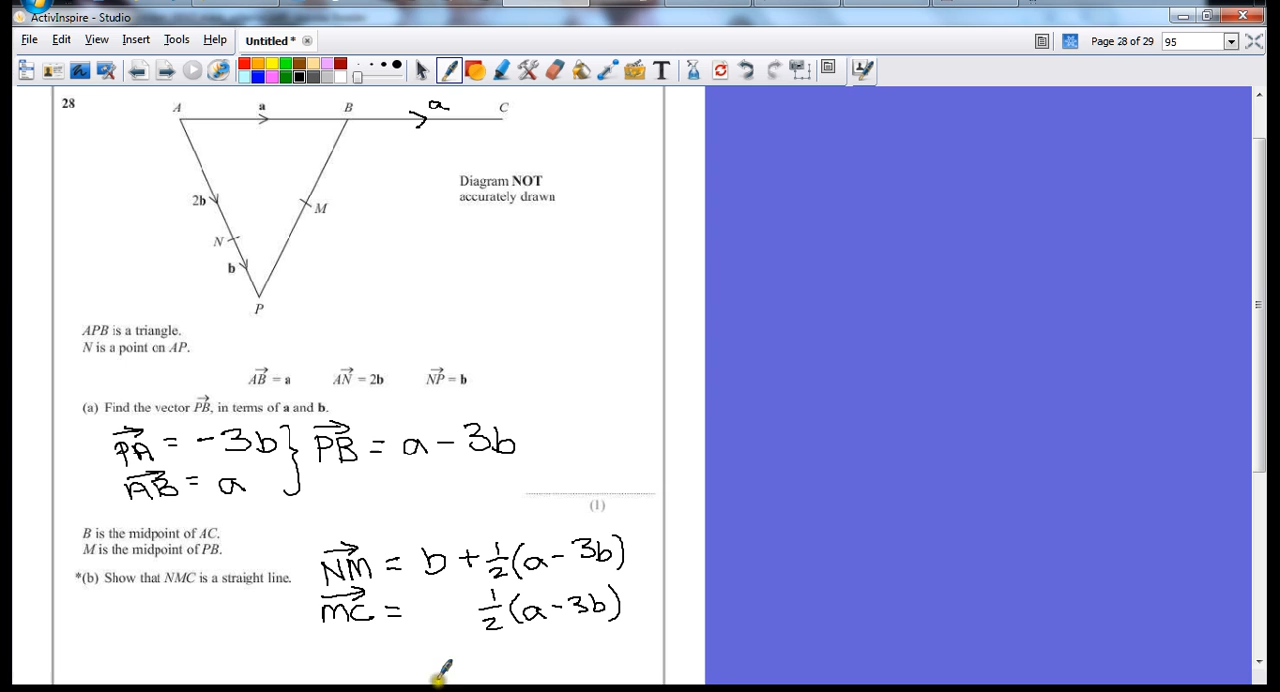 ActivInspire - Studio
File Edit View Insert Tools Help Untitled * Page 28 of 29 95
T
28
A a B a C
Diagram NOT
accurately drawn
2b
M
N
b
P
APB is a triangle.
N is a point on AP.
AB = a AN = 2b NP = b
(a) Find the vector PB, in terms of a and b.
PA = -3b } PB = a - 3b
AB = a
(1)
B is the midpoint of AC.
M is the midpoint of PB.
NM = b + 1/2(a - 3b)
*(b) Show that NMC is a straight line.
MC = 1/2(a - 3b)